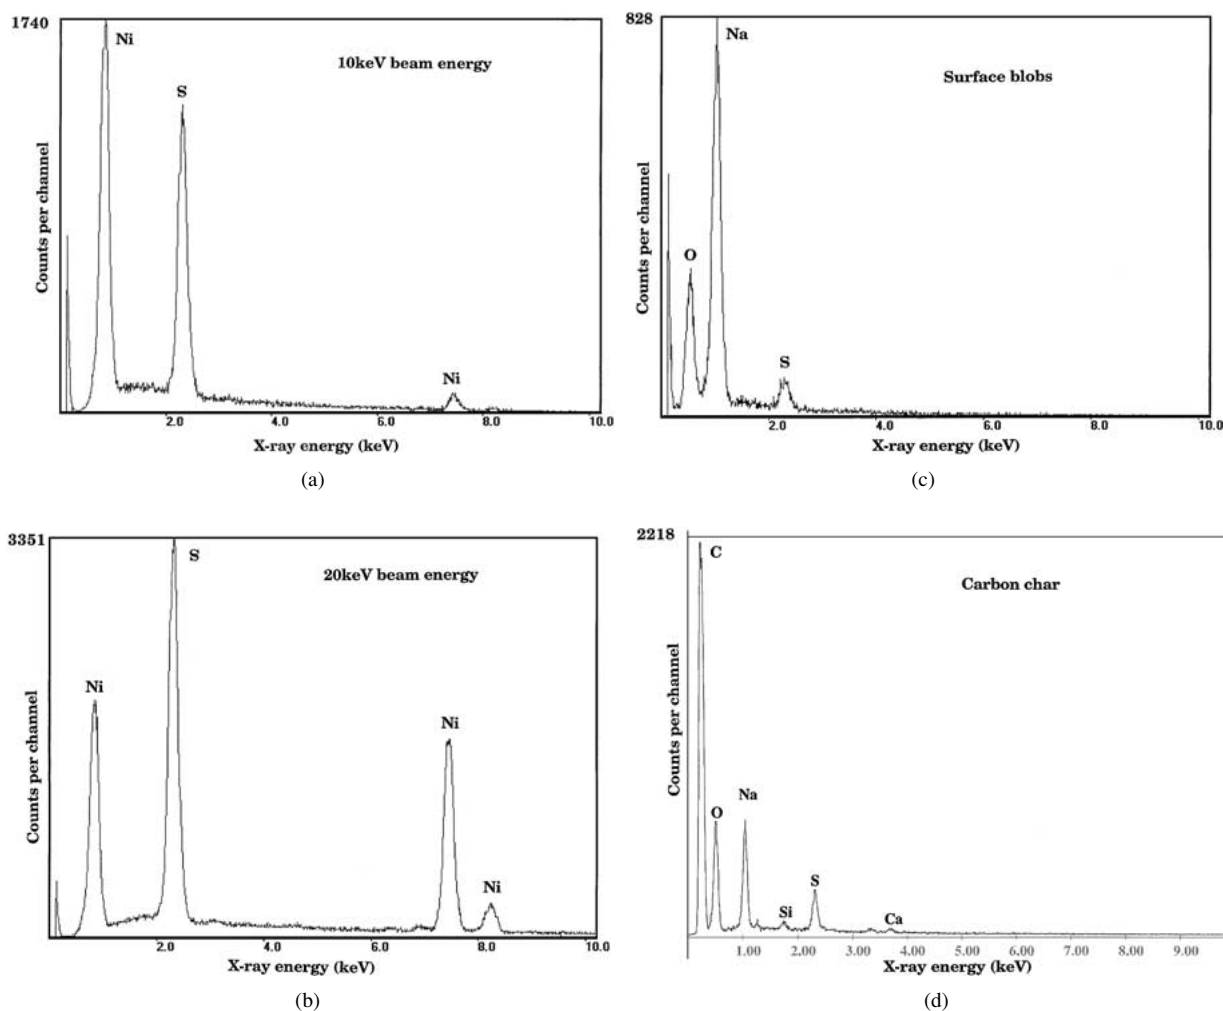 1740
Ni
10keV beam energy
S
Ni
Counts per channel
2.0 4.0 6.0 8.0 10.0
X-ray energy (keV)
(a)
3351
S
20keV beam energy
Ni
Ni
Ni
Counts per channel
2.0 4.0 6.0 8.0 10.0
X-ray energy (keV)
(b)
828
Na
Surface blobs
O
S
Counts per channel
2.0 4.0 6.0 8.0 10.0
X-ray energy (keV)
(c)
2218
C
Carbon char
O
Na
Si
S
Ca
Counts per channel
1.00 2.00 3.00 4.00 5.00 6.00 7.00 8.00 9.00
X-ray energy (keV)
(d)